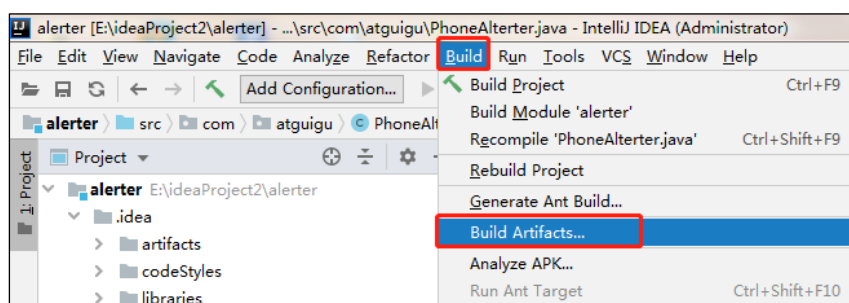 alerter [E:\ideaProject2\alerter] - ...\src\com\atguigu\PhoneAlterter.java - IntelliJ IDEA (Administrator)
File Edit View Navigate Code Analyze Refactor Build Run Tools VCS Window Help
Add Configuration...
Build Project Ctrl+F9
Build Module 'alerter'
alerter src com atguigu C PhoneAlt
Recompile 'PhoneAlterter.java' Ctrl+Shift+F9
1: Project
Project
Rebuild Project
alerter E:\ideaProject2\alerter
Generate Ant Build...
.idea
Build Artifacts...
artifacts
Analyze APK...
codeStyles
Run Ant Target Ctrl+Shift+F10
libraries